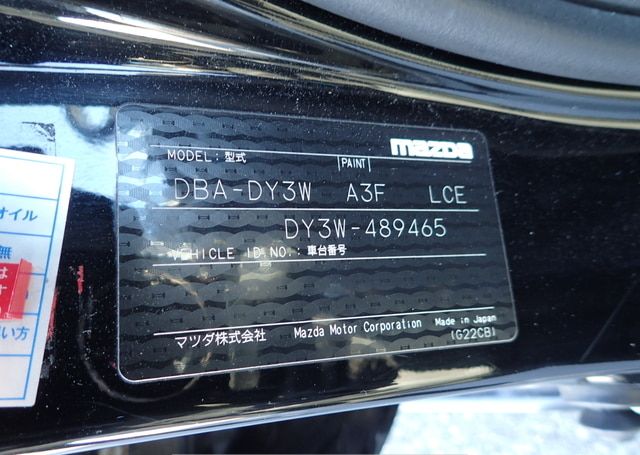 mazda
MODEL:型式 PAINT
DBA-DY3W A3F LCE
DY3W-489465
VEHICLE ID NO.:車台番号
マツダ株式会社 Mazda Motor Corporation Made in Japan
(G22CB)
オイル
無
は
す
い方